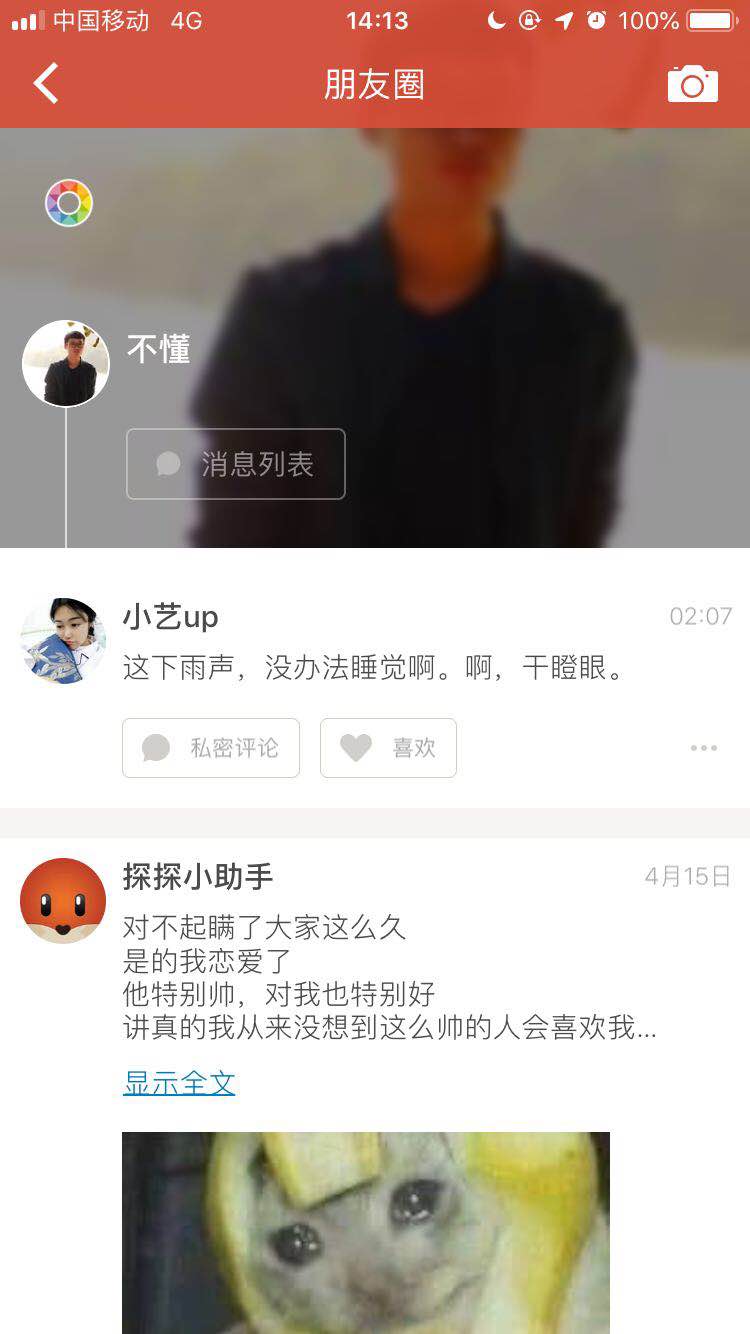 中国移动 4G 14:13 100%
朋友圈
不懂
消息列表
小艺up 02:07
这下雨声，没办法睡觉啊。啊，干瞪眼。
私密评论 喜欢
探探小助手 4月15日
对不起瞒了大家这么久
是的我恋爱了
他特别帅，对我也特别好
讲真的我从来没想到这么帅的人会喜欢我...
显示全文